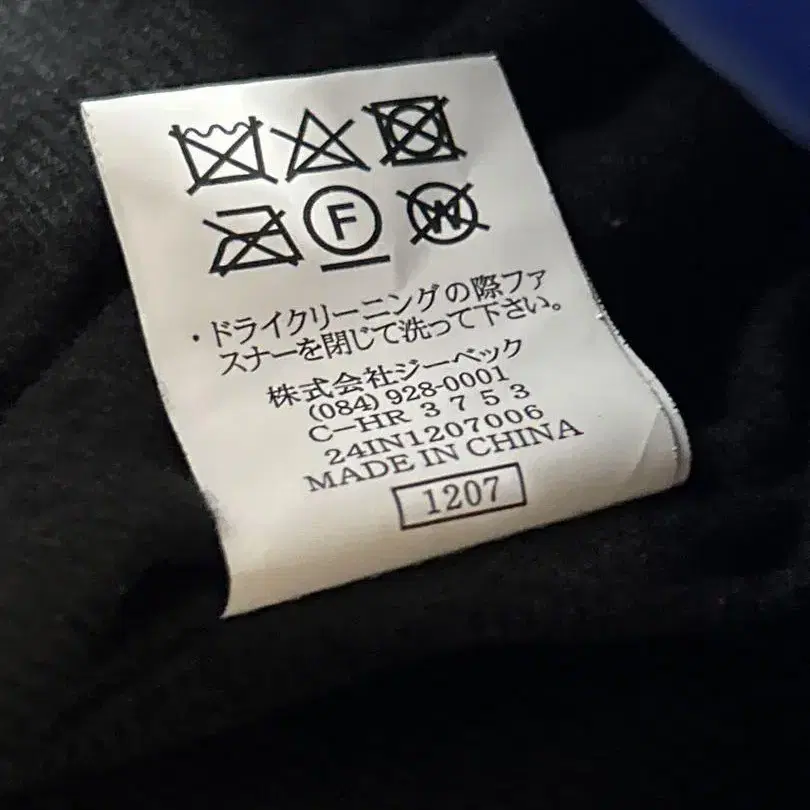 F W
・ドライクリーニングの際ファ
スナーを閉じて洗って下さい。
株式会社ジーベック
(084) 928-0001
C-HR 3753
24IN1207006
MADE IN CHINA
1207